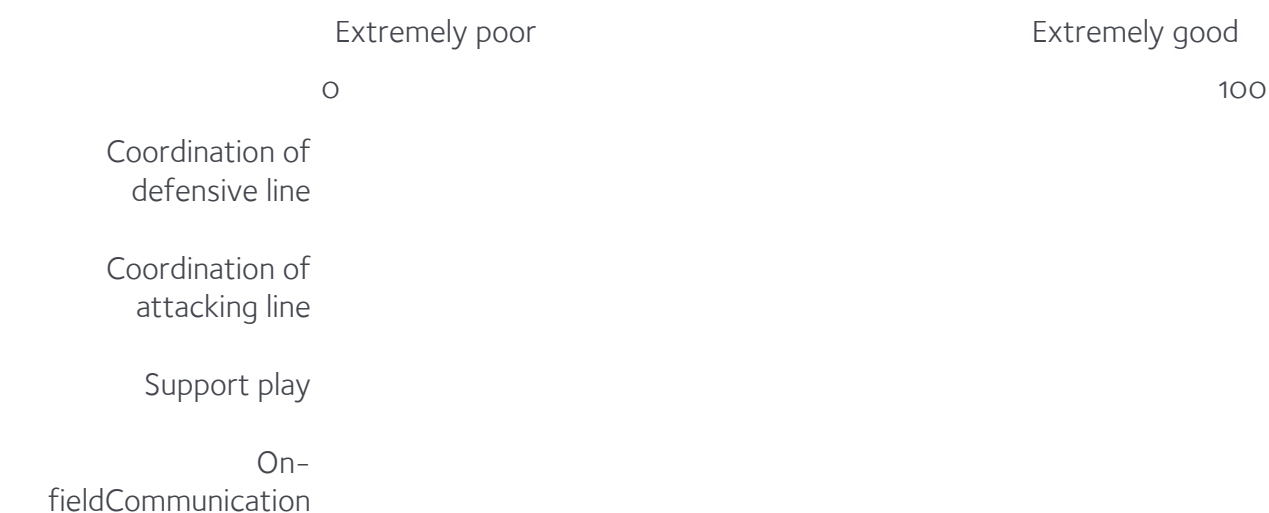 Extremely poor Extremely good
0 100
Coordination of
defensive line
Coordination of
attacking line
Support play
On-
fieldCommunication